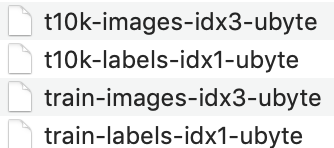 t10k-images-idx3-ubyte
t10k-labels-idx1-ubyte
train-images-idx3-ubyte
train-labels-idx1-ubyte